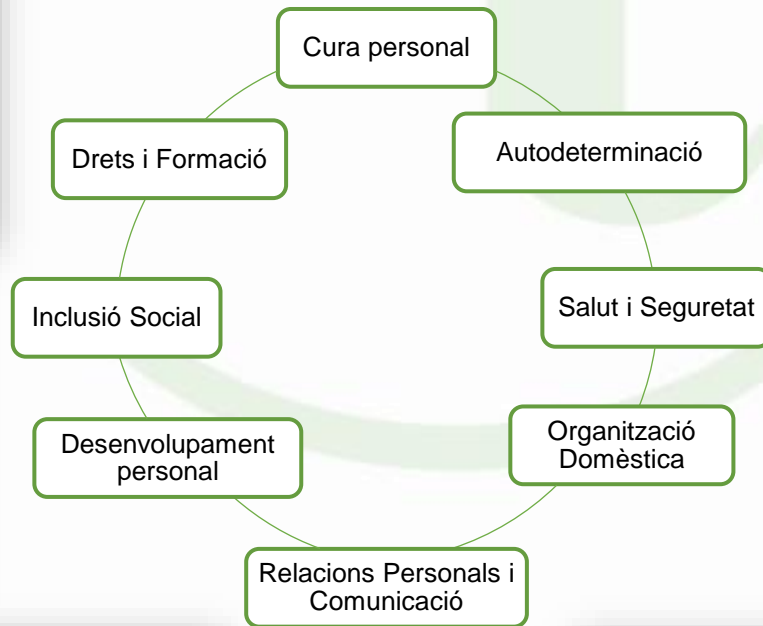 Cura personal
Autodeterminació
Salut i Seguretat
Organització
Domèstica
Relacions Personals i
Comunicació
Desenvolupament
personal
Inclusió Social
Drets i Formació